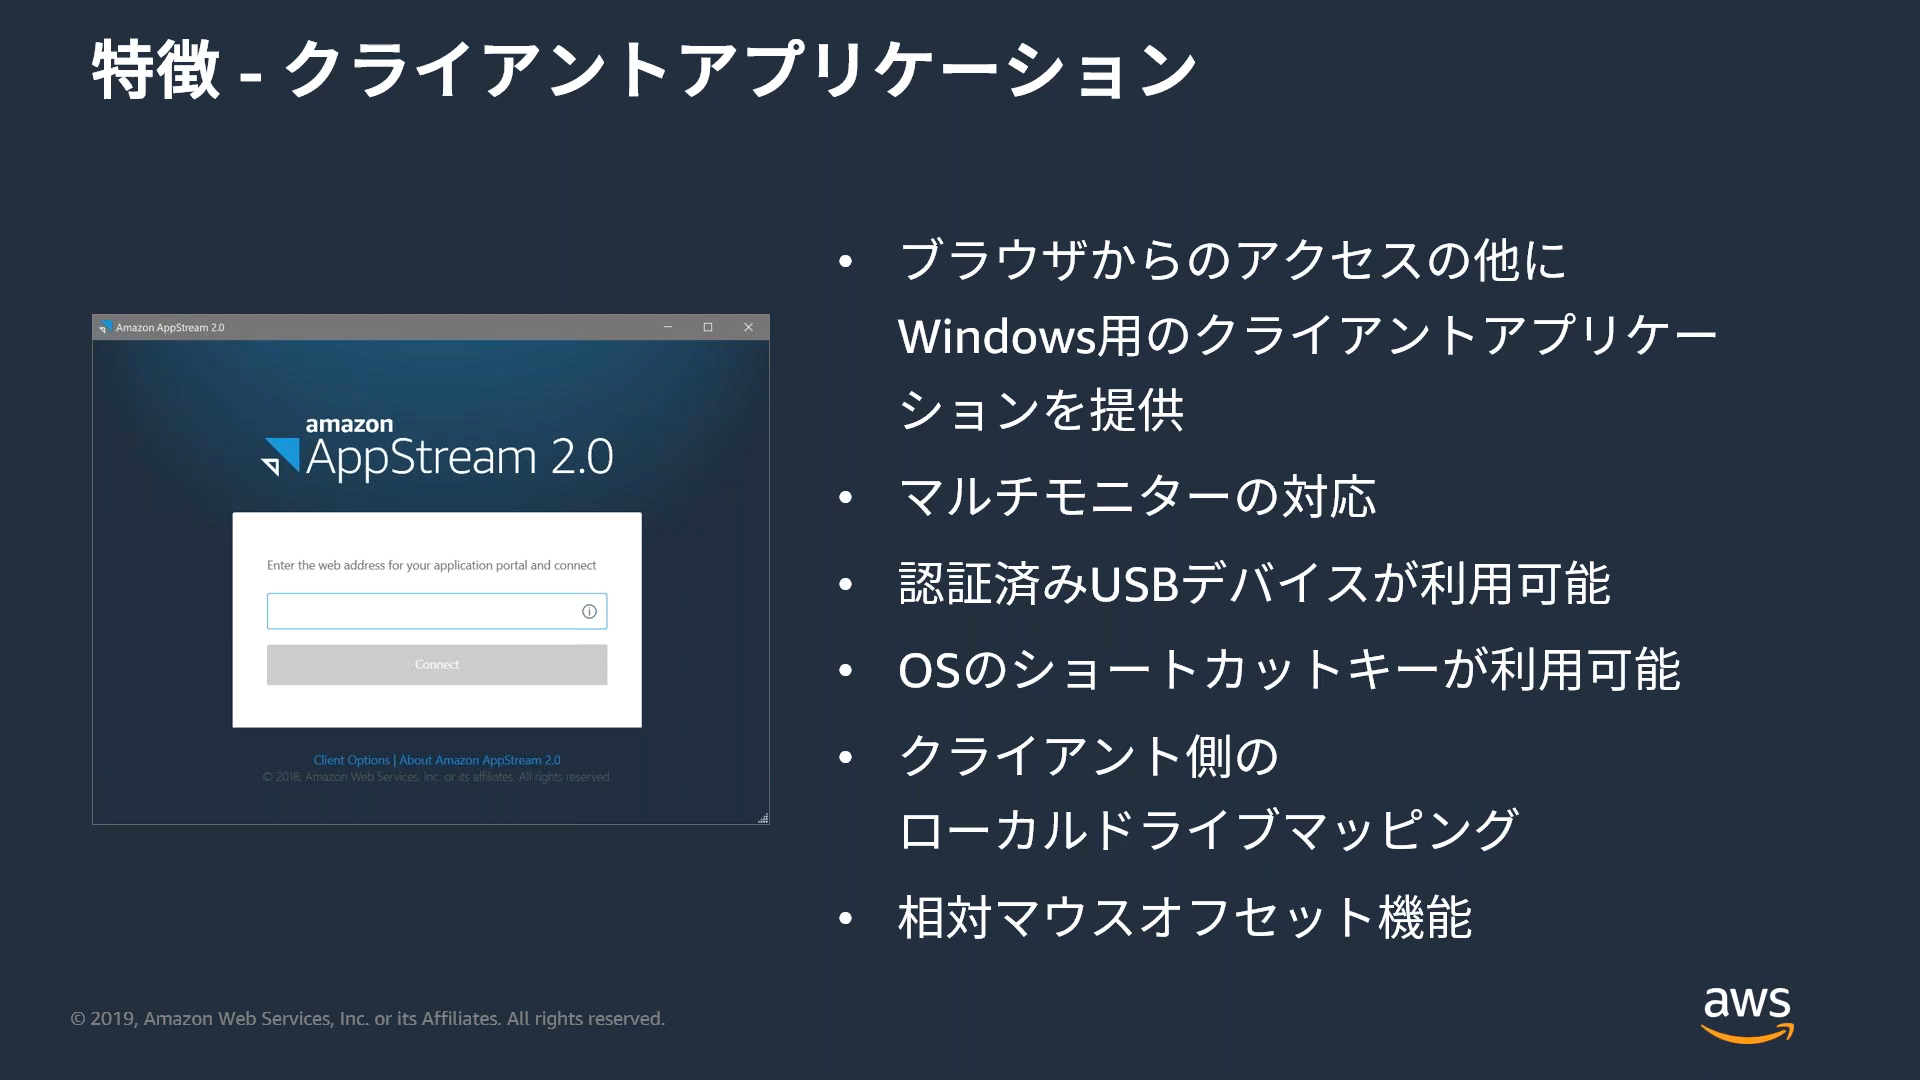 特徴 - クライアントアプリケーション
Amazon AppStream 2.0
amazon
AppStream 2.0
Enter the web address for your application portal and connect
Connect
Client Options | About Amazon AppStream 2.0
© 2018, Amazon Web Services, Inc. or its affiliates. All rights reserved.
• ブラウザからのアクセスの他に
Windows用のクライアントアプリケー
ションを提供
• マルチモニターの対応
• 認証済みUSBデバイスが利用可能
• OSのショートカットキーが利用可能
• クライアント側の
ローカルドライブマッピング
• 相対マウスオフセット機能
© 2019, Amazon Web Services, Inc. or its Affiliates. All rights reserved.
aws